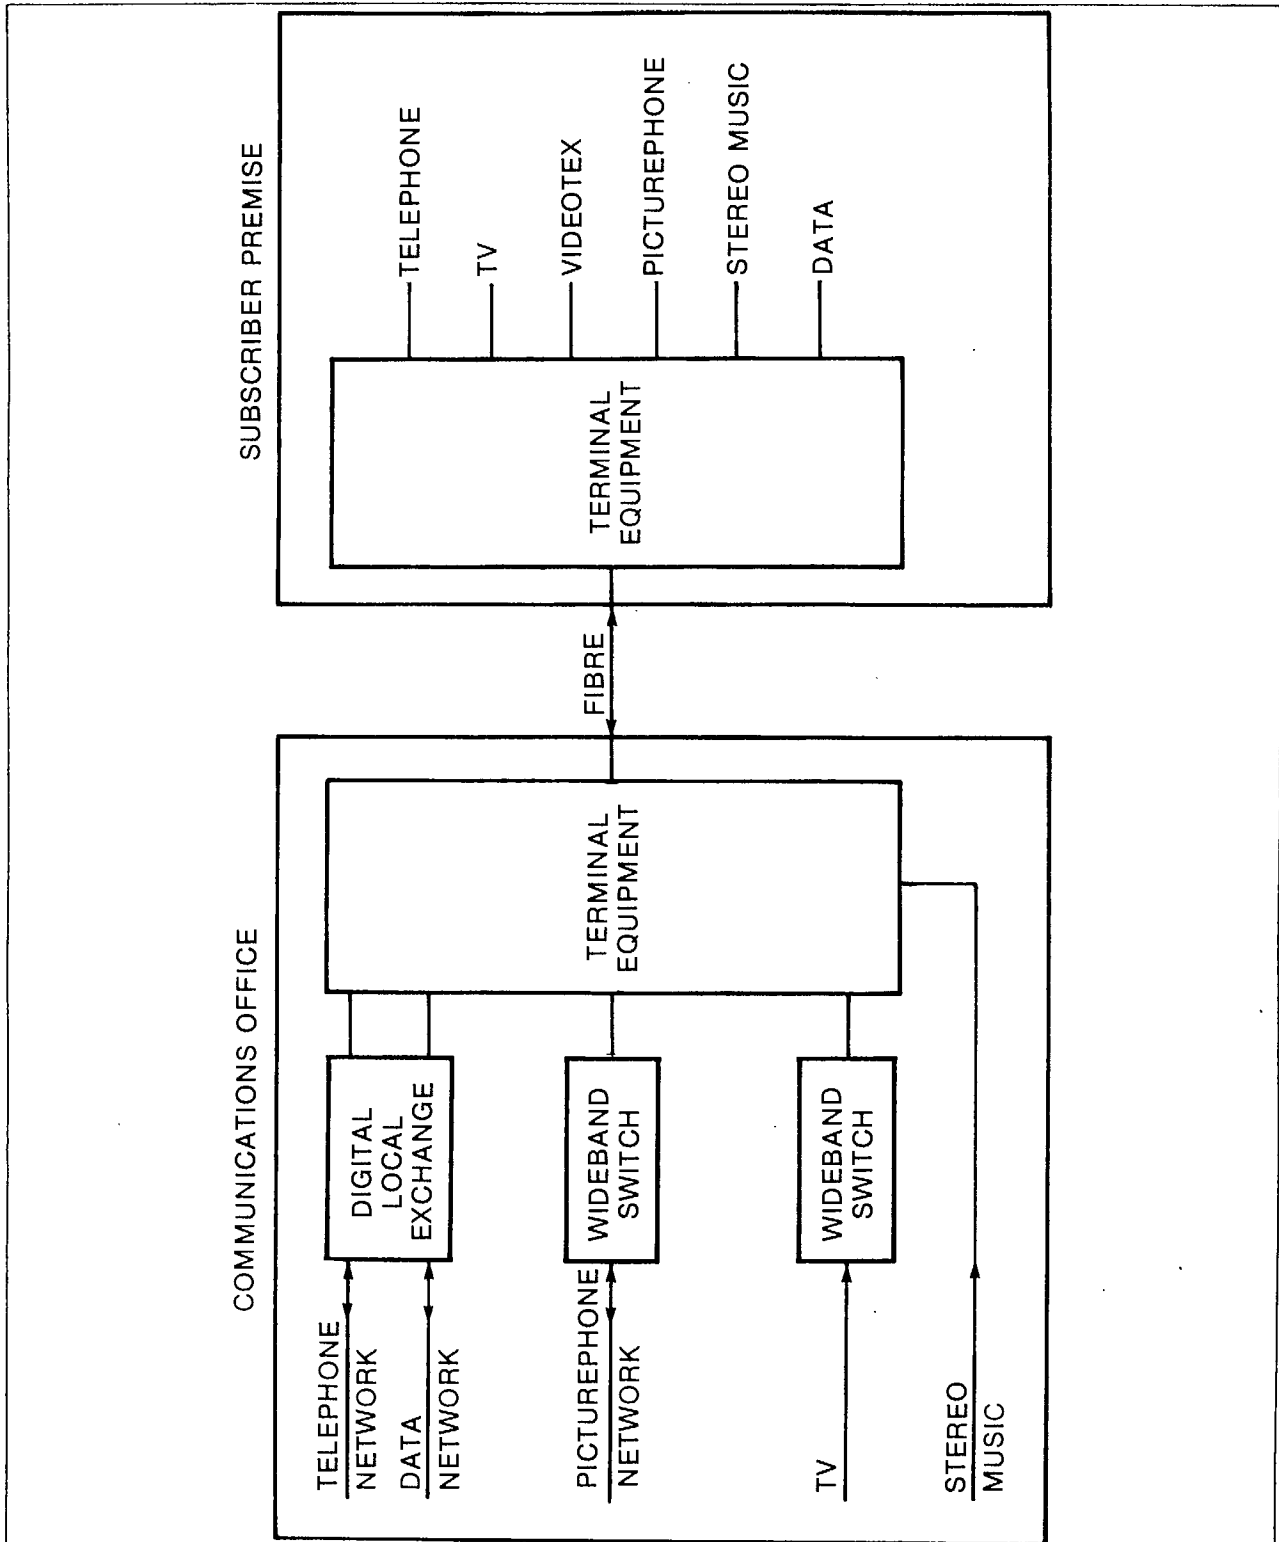 COMMUNICATIONS OFFICE
TELEPHONE
NETWORK
DATA
NETWORK
DIGITAL
LOCAL
EXCHANGE
PICTUREPHONE
NETWORK
WIDEBAND
SWITCH
TV
WIDEBAND
SWITCH
STEREO
MUSIC
TERMINAL
EQUIPMENT
FIBRE
SUBSCRIBER PREMISE
TERMINAL
EQUIPMENT
TELEPHONE
TV
VIDEOTEX
PICTUREPHONE
STEREO MUSIC
DATA